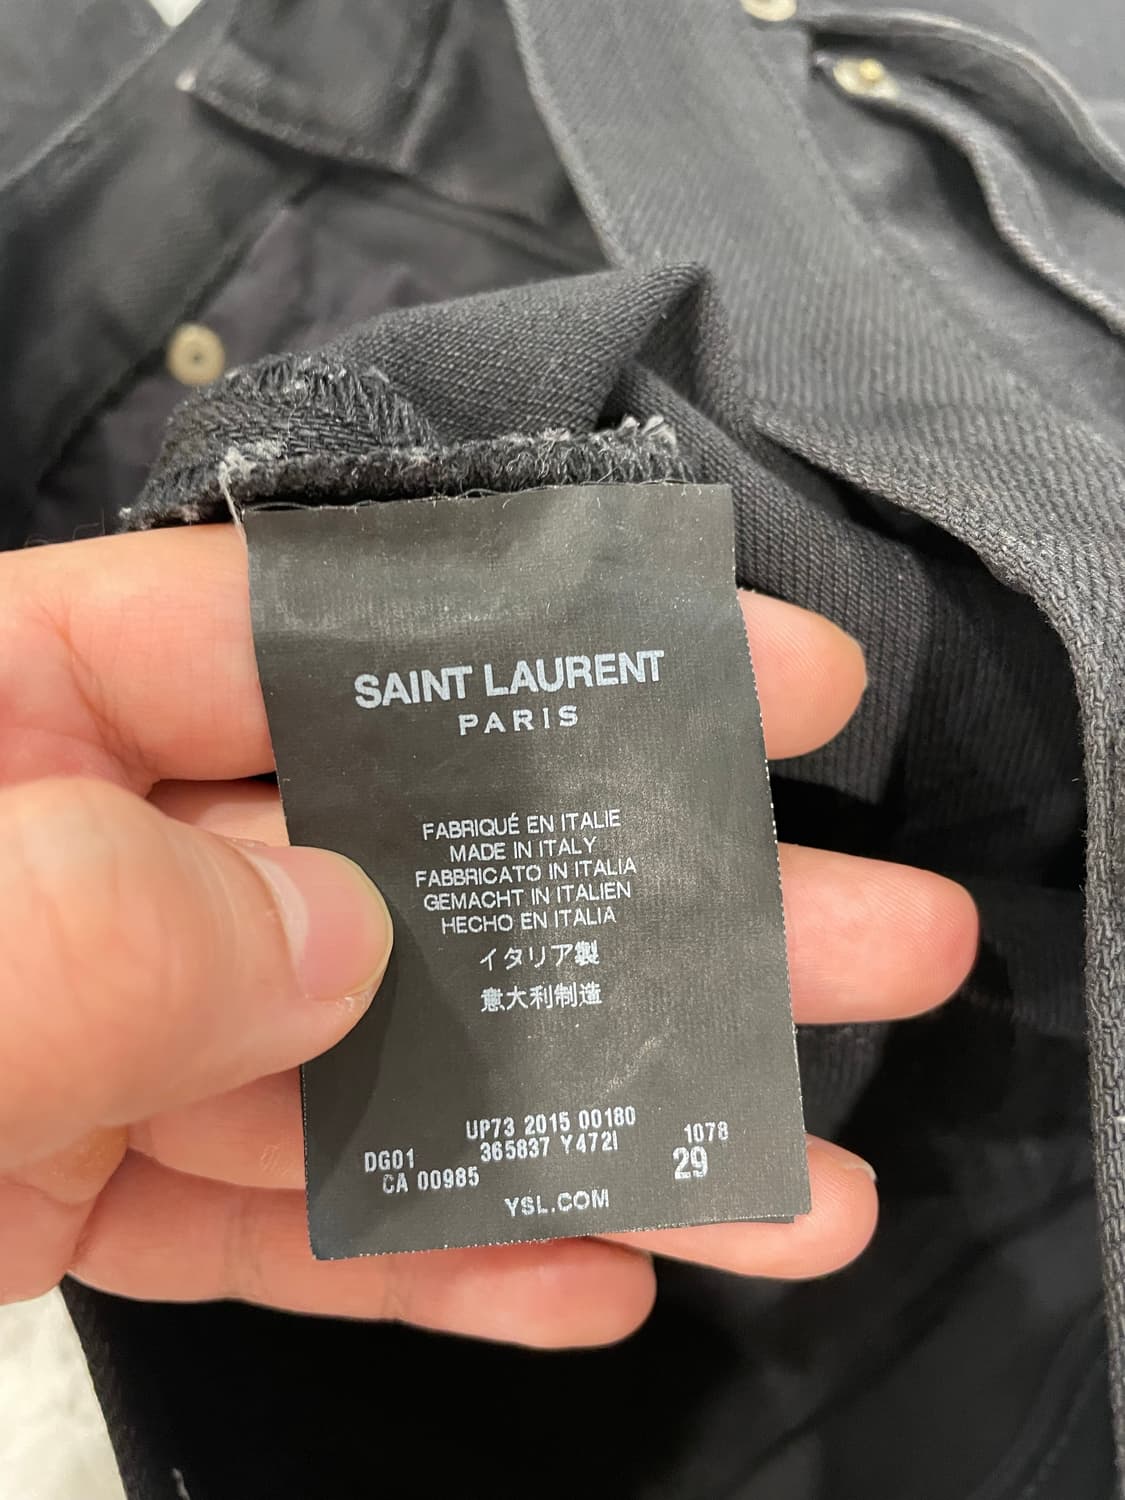 SAINT LAURENT
PARIS
FABRIQUÉ EN ITALIE
MADE IN ITALY
FABBRICATO IN ITALIA
GEMACHT IN ITALIEN
HECHO EN ITALIA
イタリア製
意大利制造
UP73 2015 00180
DG01 365837 Y472I 1078
CA 00985 29
YSL.COM